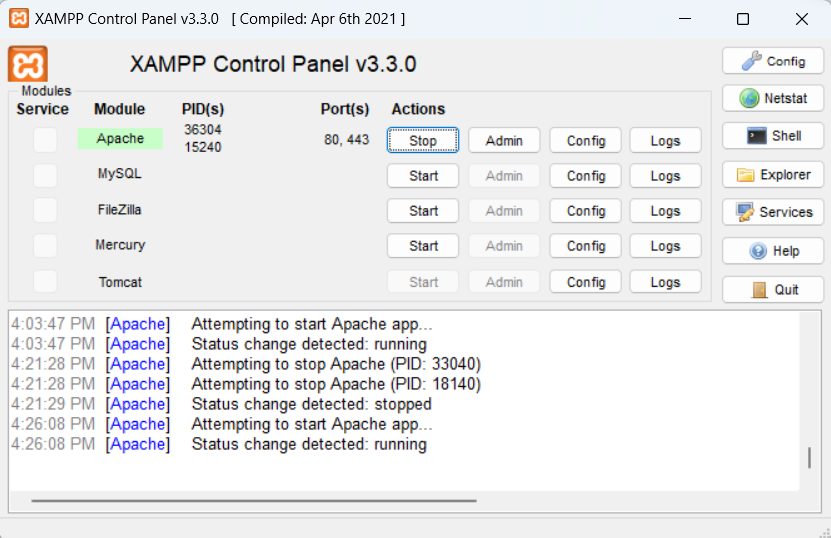 XAMPP Control Panel v3.3.0 [ Compiled: Apr 6th 2021 ]
XAMPP Control Panel v3.3.0
Config
Modules
Service Module PID(s) Port(s) Actions
Netstat
Apache 36304 15240 80, 443 Stop Admin Config Logs
Shell
MySQL Start Admin Config Logs
Explorer
FileZilla Start Admin Config Logs
Services
Mercury Start Admin Config Logs
Help
Tomcat Start Admin Config Logs
Quit
4:03:47 PM [Apache] Attempting to start Apache app...
4:03:47 PM [Apache] Status change detected: running
4:21:28 PM [Apache] Attempting to stop Apache (PID: 33040)
4:21:28 PM [Apache] Attempting to stop Apache (PID: 18140)
4:21:29 PM [Apache] Status change detected: stopped
4:26:08 PM [Apache] Attempting to start Apache app...
4:26:08 PM [Apache] Status change detected: running